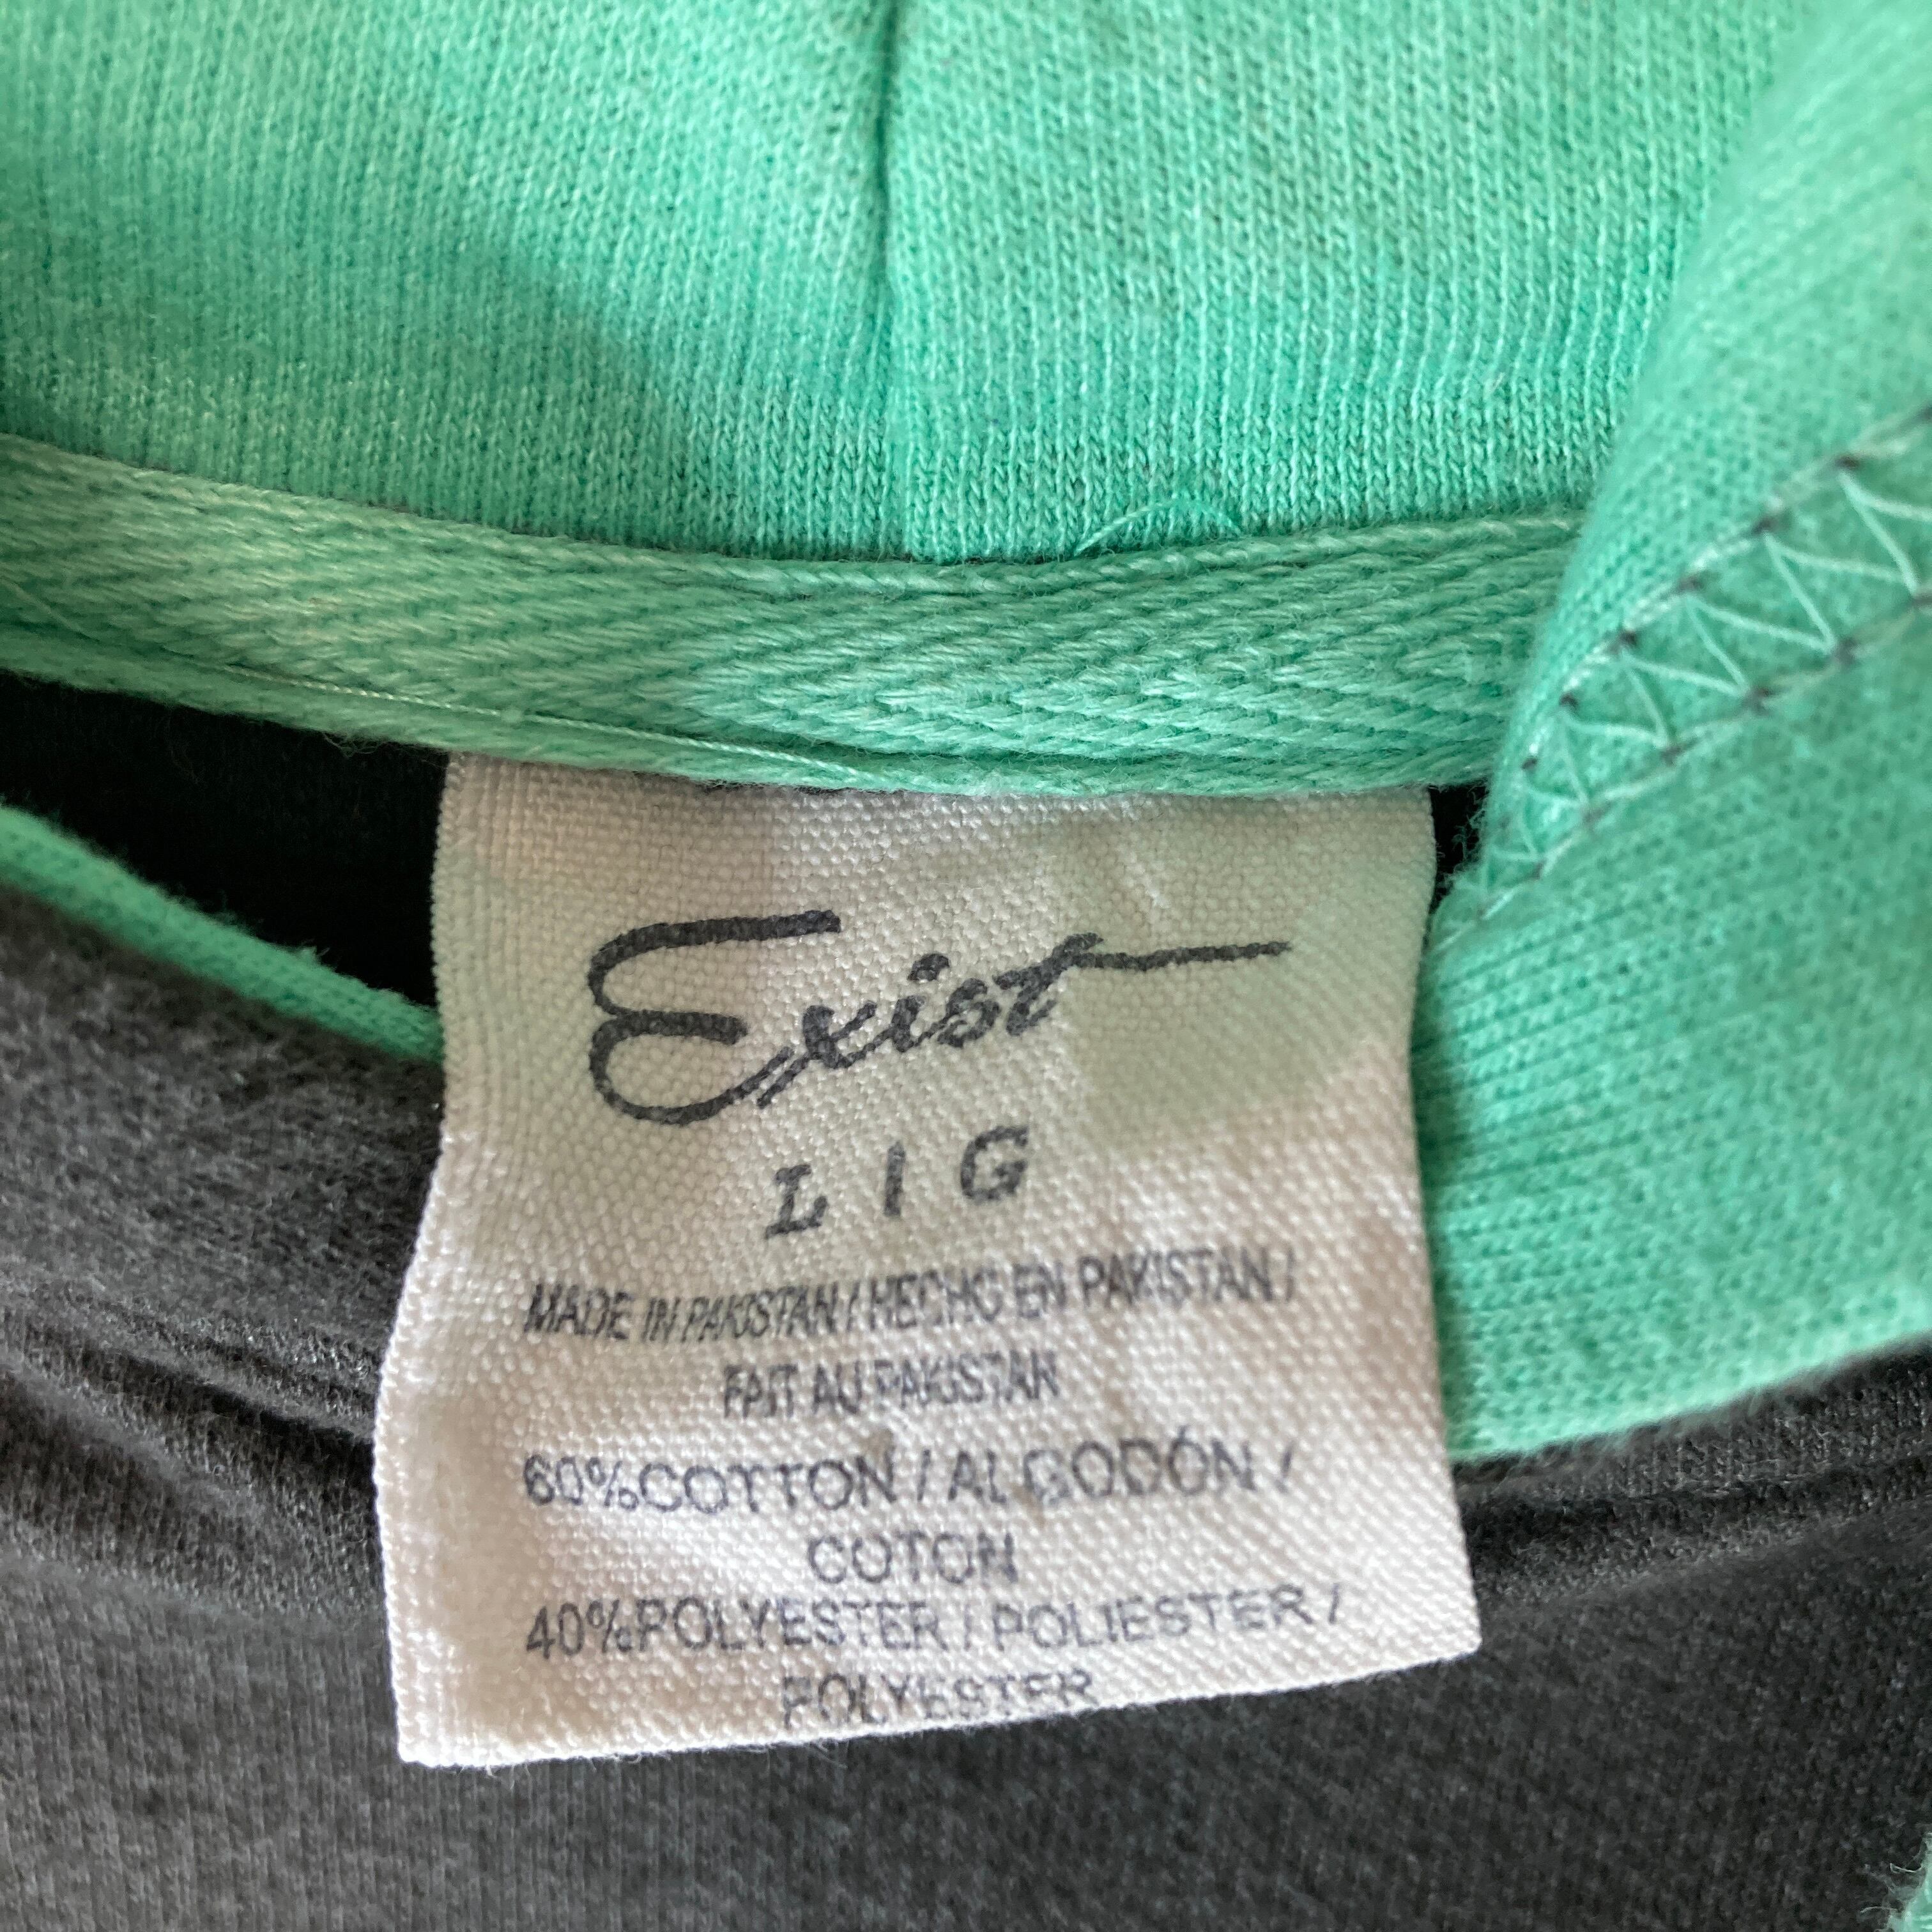 Exist
L / G
MADE IN PAKISTAN / HECHO EN PAKISTAN /
FAIT AU PAKISTAN
60%COTTON / ALGODÓN /
COTON
40%POLYESTER / POLIESTER /
POLYESTER